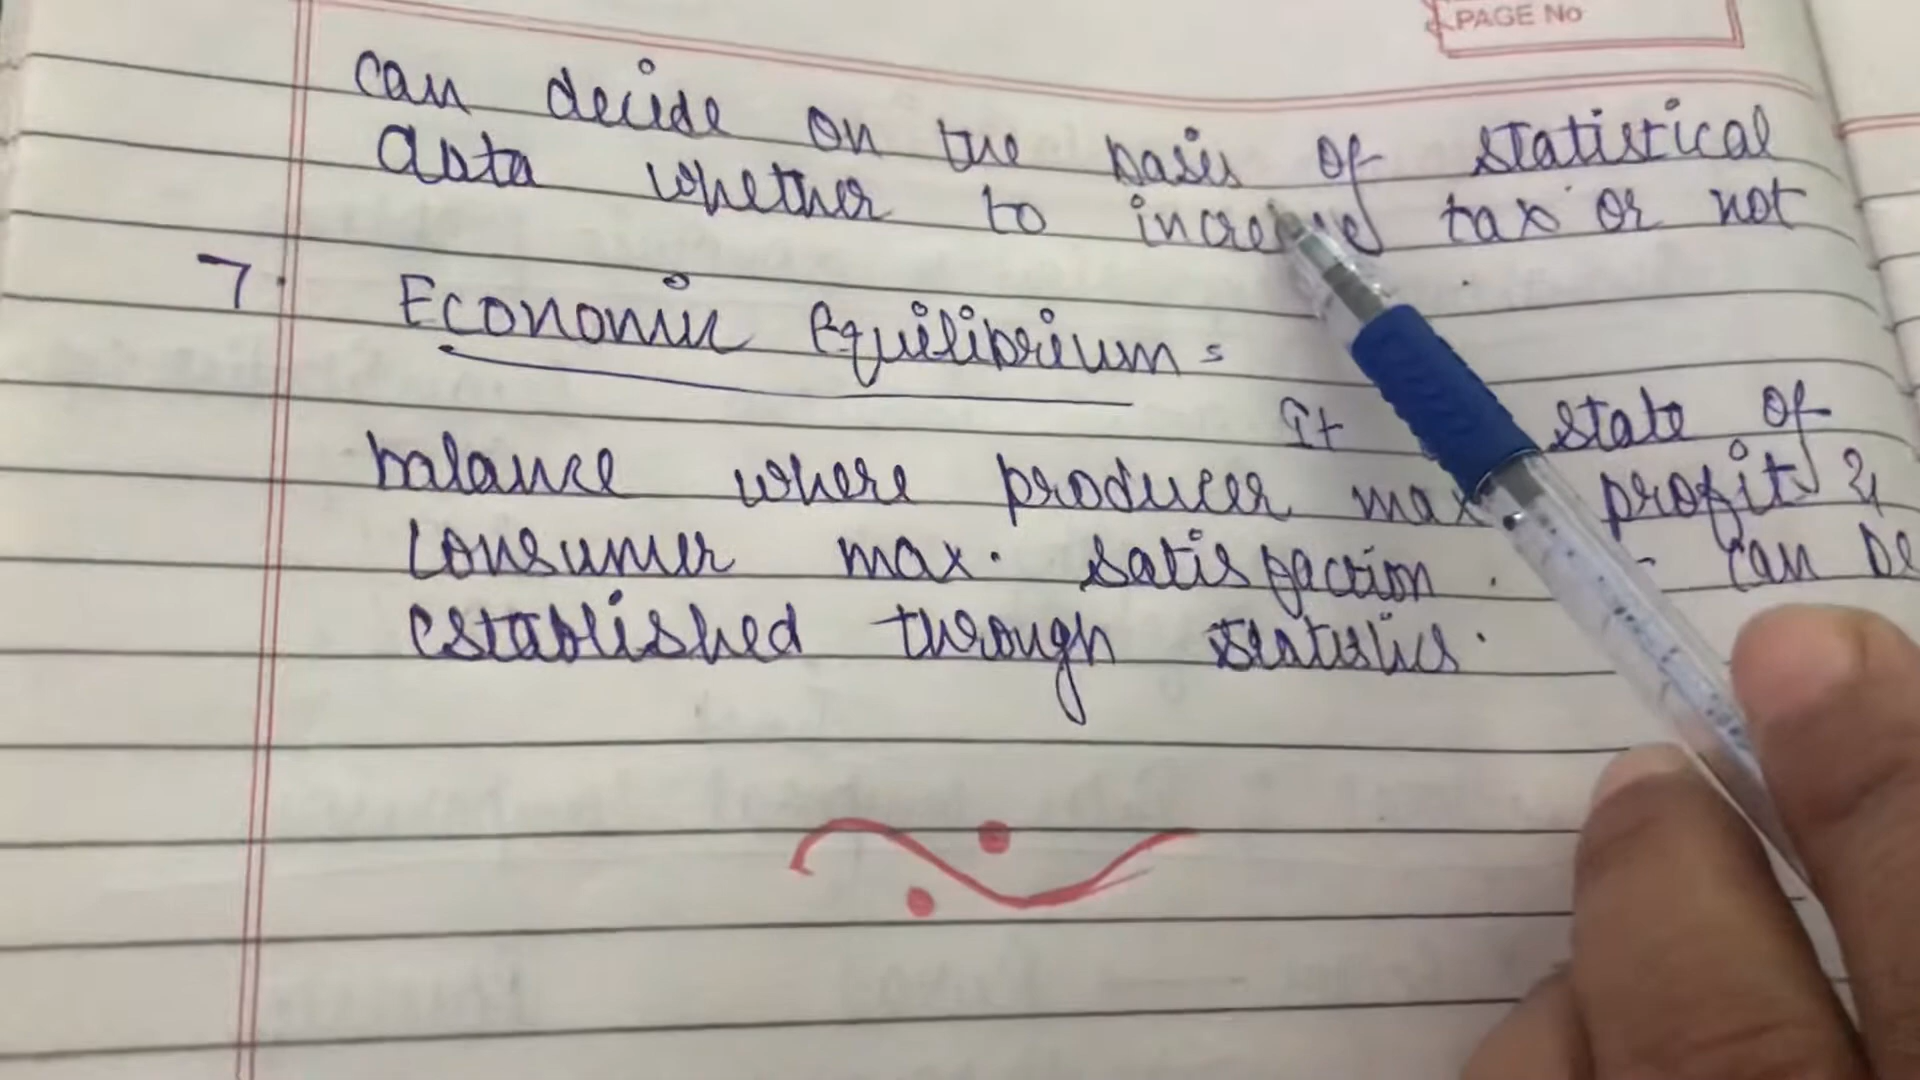 PAGE No
can decide on the basis of statistical
data whether to increase tax or not
7. Economic Equilibrium =
It state of
balance where producer max profit &
consumer max. satisfaction. - can be
established through statistics.